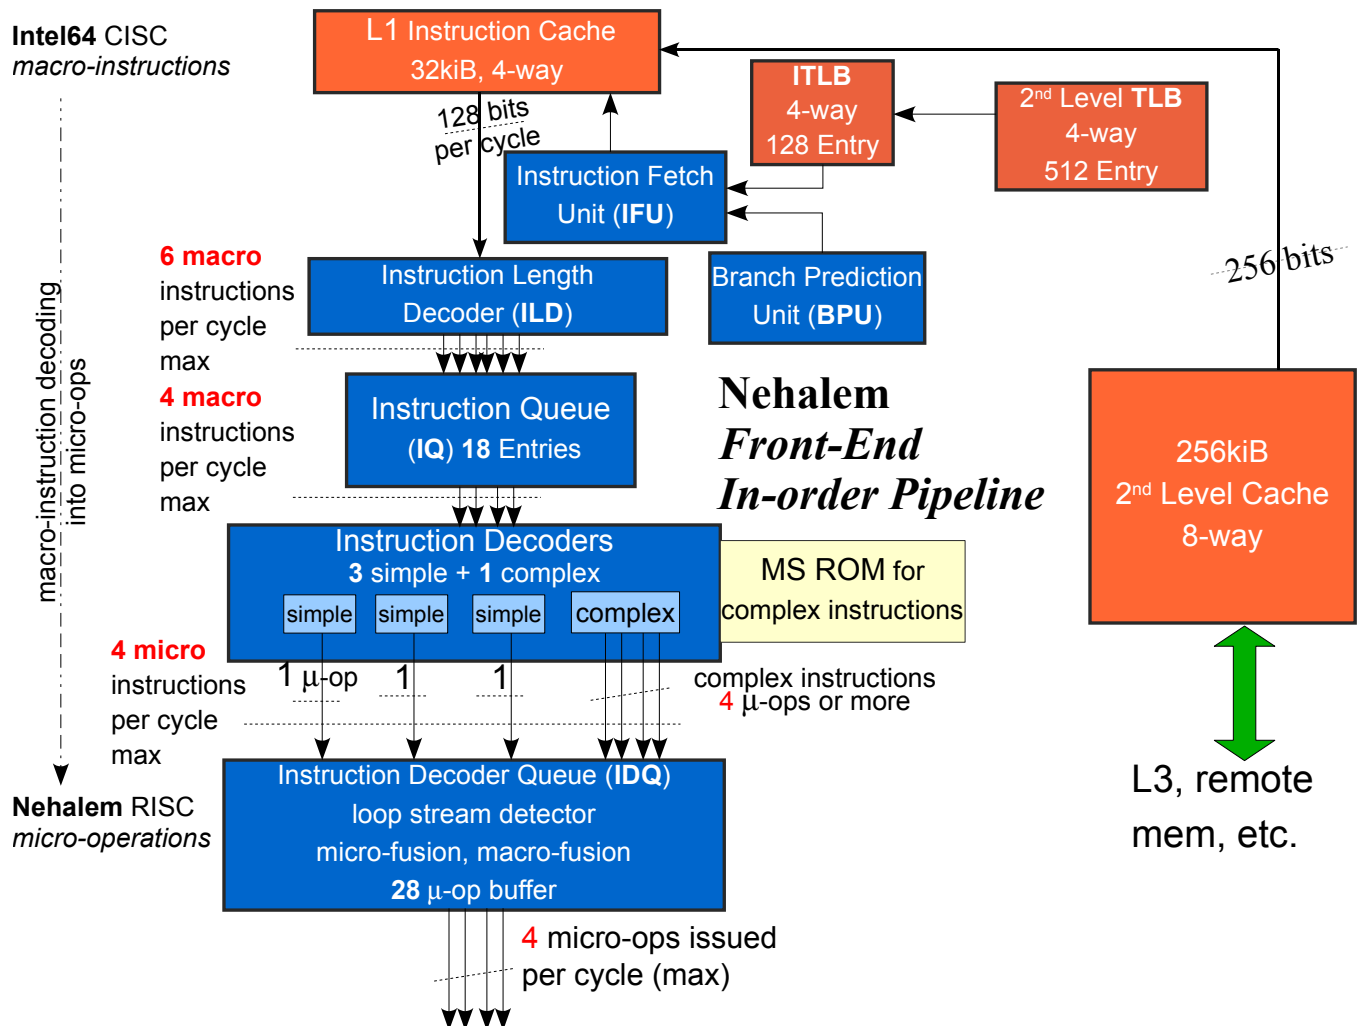 Intel64 CISC
macro-instructions
L1 Instruction Cache
32kiB, 4-way
128 bits
per cycle
ITLB
4-way
128 Entry
2nd Level TLB
4-way
512 Entry
Instruction Fetch
Unit (IFU)
Branch Prediction
Unit (BPU)
256 bits
6 macro
instructions
per cycle
max
Instruction Length
Decoder (ILD)
4 macro
instructions
per cycle
max
Instruction Queue
(IQ) 18 Entries
Nehalem
Front-End
In-order Pipeline
256kiB
2nd Level Cache
8-way
macro-instruction decoding
into micro-ops
Instruction Decoders
3 simple + 1 complex
simple
simple
simple
complex
MS ROM for
complex instructions
4 micro
instructions
per cycle
max
1 μ-op
1
1
complex instructions
4 μ-ops or more
L3, remote
mem, etc.
Nehalem RISC
micro-operations
Instruction Decoder Queue (IDQ)
loop stream detector
micro-fusion, macro-fusion
28 μ-op buffer
4 micro-ops issued
per cycle (max)